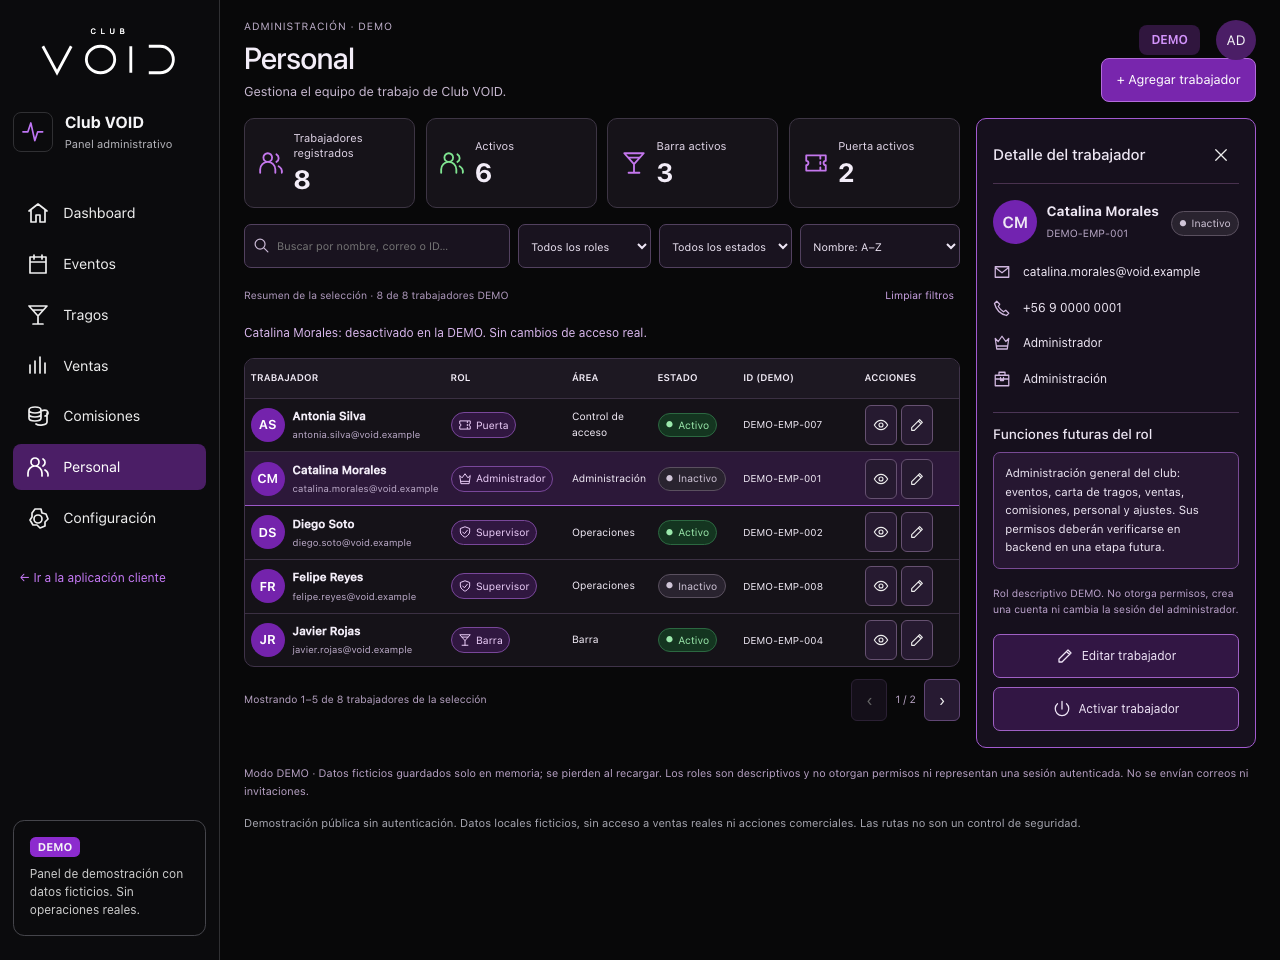 CLUB
VOID
Club VOID
Panel administrativo
Dashboard
Eventos
Tragos
Ventas
Comisiones
Personal
Configuración
← Ir a la aplicación cliente
DEMO
Panel de demostración con
datos ficticios. Sin
operaciones reales.
ADMINISTRACIÓN · DEMO
Personal
Gestiona el equipo de trabajo de Club VOID.
DEMO
AD
+ Agregar trabajador
Trabajadores
registrados
8
Activos
6
Barra activos
3
Puerta activos
2
Buscar por nombre, correo o ID...
Todos los roles
Todos los estados
Nombre: A–Z
Resumen de la selección · 8 de 8 trabajadores DEMO
Limpiar filtros
Catalina Morales: desactivado en la DEMO. Sin cambios de acceso real.
TRABAJADOR ROL ÁREA ESTADO ID (DEMO) ACCIONES
AS Antonia Silva
antonia.silva@void.example
Puerta
Control de
acceso
Activo
DEMO-EMP-007
CM Catalina Morales
catalina.morales@void.example
Administrador
Administración
Inactivo
DEMO-EMP-001
DS Diego Soto
diego.soto@void.example
Supervisor
Operaciones
Activo
DEMO-EMP-002
FR Felipe Reyes
felipe.reyes@void.example
Supervisor
Operaciones
Inactivo
DEMO-EMP-008
JR Javier Rojas
javier.rojas@void.example
Barra
Barra
Activo
DEMO-EMP-004
Mostrando 1–5 de 8 trabajadores de la selección
‹ 1 / 2 ›
Detalle del trabajador
CM
Catalina Morales
DEMO-EMP-001
Inactivo
catalina.morales@void.example
+56 9 0000 0001
Administrador
Administración
Funciones futuras del rol
Administración general del club:
eventos, carta de tragos, ventas,
comisiones, personal y ajustes. Sus
permisos deberán verificarse en
backend en una etapa futura.
Rol descriptivo DEMO. No otorga permisos, crea
una cuenta ni cambia la sesión del administrador.
Editar trabajador
Activar trabajador
Modo DEMO · Datos ficticios guardados solo en memoria; se pierden al recargar. Los roles son descriptivos y no otorgan permisos ni representan una sesión autenticada. No se envían correos ni
invitaciones.
Demostración pública sin autenticación. Datos locales ficticios, sin acceso a ventas reales ni acciones comerciales. Las rutas no son un control de seguridad.